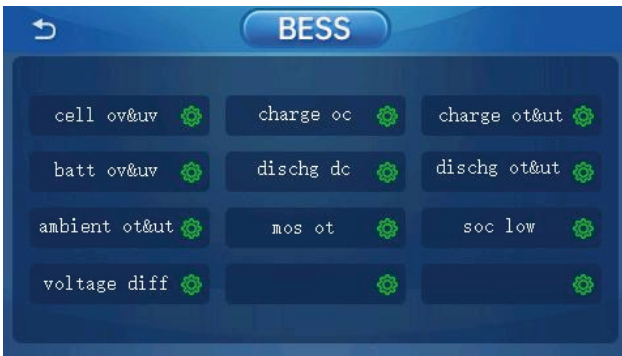 BESS
cell ov&uv
charge oc
charge ot&ut
batt ov&uv
dischg dc
dischg ot&ut
ambient ot&ut
mos ot
soc low
voltage diff